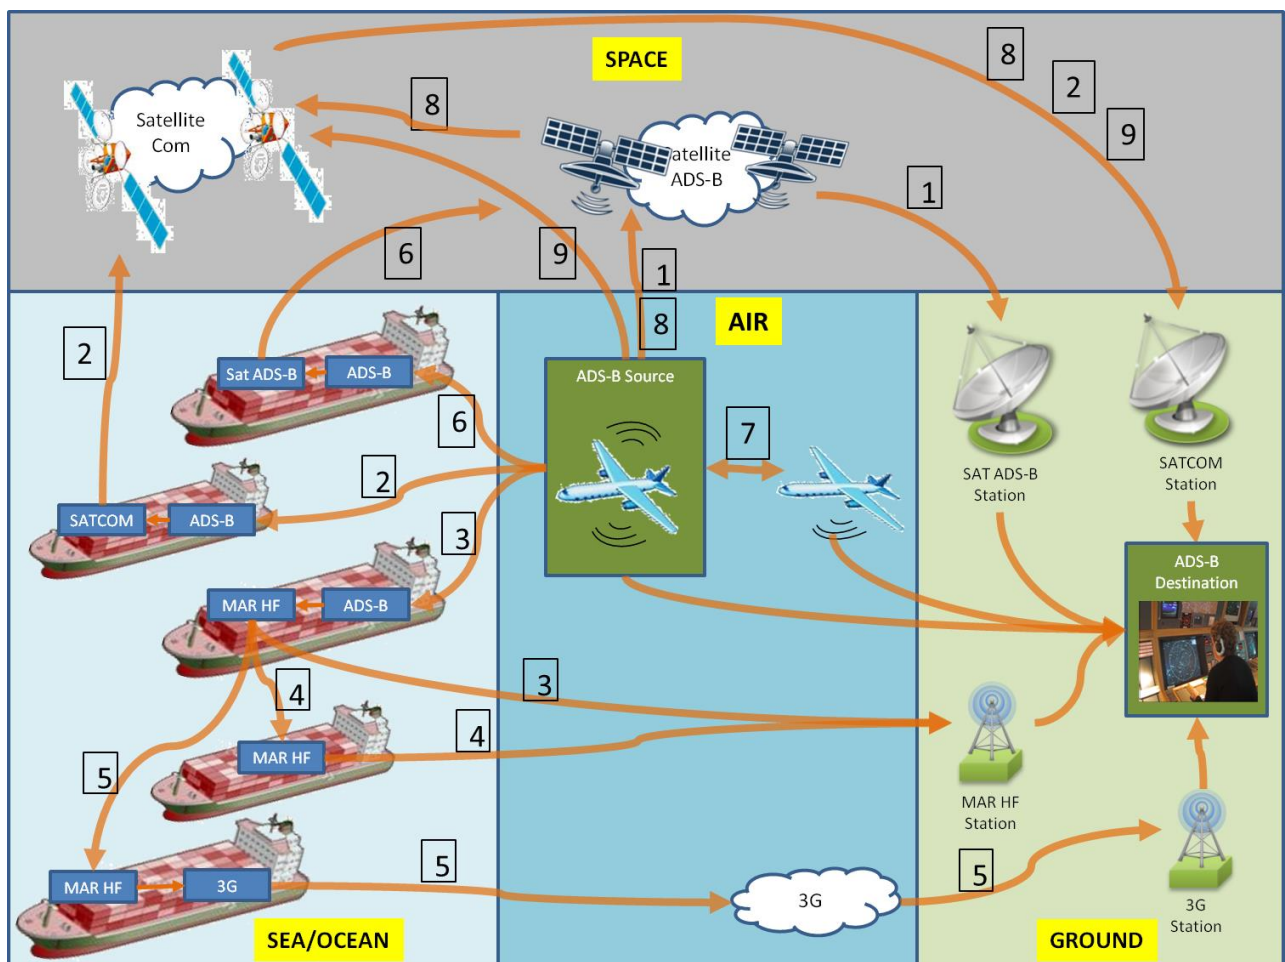 SPACE
8
2
9
Satellite
Com
8
Satellite
ADS-B
1
6
9
1
8
AIR
2
Sat ADS-B
ADS-B
6
ADS-B Source
7
SAT ADS-B
Station
SATCOM
Station
2
SATCOM
ADS-B
3
MAR HF
ADS-B
ADS-B
Destination
4
3
MAR HF
4
5
MAR HF
Station
MAR HF
3G
5
3G
5
3G
Station
SEA/OCEAN
GROUND